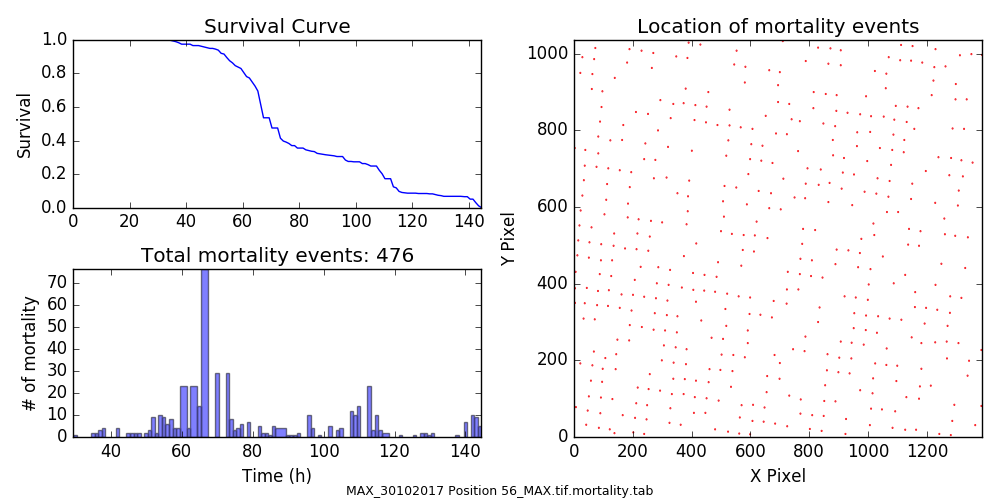 Survival Curve
Survival
1.0
0.8
0.6
0.4
0.2
0.0
0 20 40 60 80 100 120 140
Total mortality events: 476
# of mortality
70
60
50
40
30
20
10
0
40 60 80 100 120 140
Time (h)
Location of mortality events
Y Pixel
1000
800
600
400
200
0
0 200 400 600 800 1000 1200
X Pixel
MAX_30102017 Position 56_MAX.tif.mortality.tab